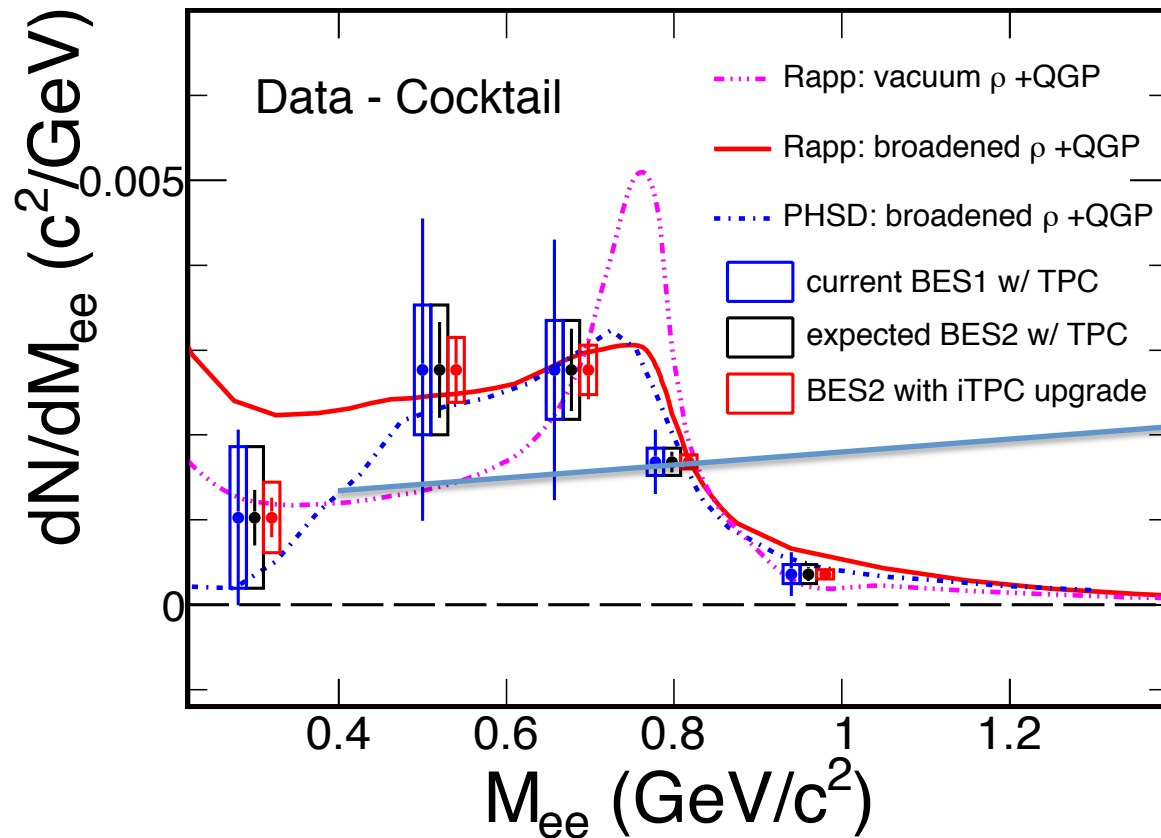 Data - Cocktail
Rapp: vacuum ρ +QGP
Rapp: broadened ρ +QGP
PHSD: broadened ρ +QGP
current BES1 w/ TPC
expected BES2 w/ TPC
BES2 with iTPC upgrade
dN/dM_ee (c²/GeV)
0.005
0
0.4 0.6 0.8 1 1.2
M_ee (GeV/c²)